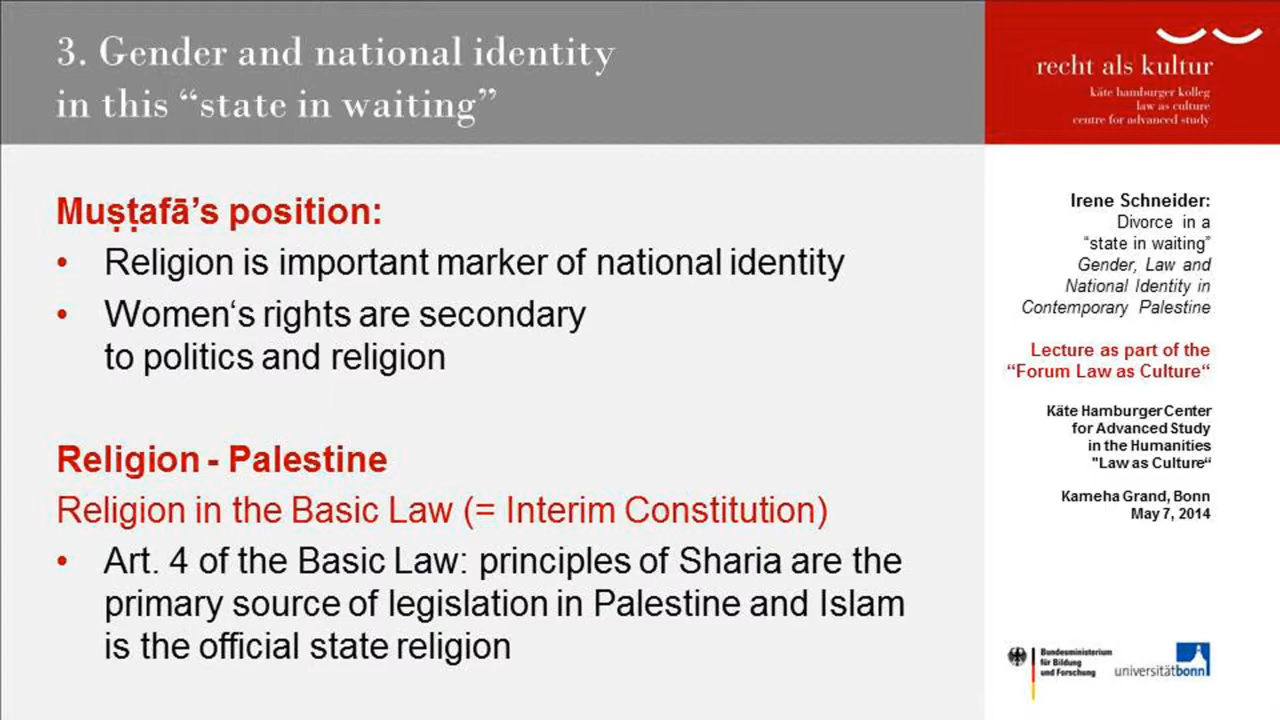 3. Gender and national identity
in this “state in waiting”
recht als kultur
käte hamburger kolleg
law as culture
centre for advanced study
Muṣṭafā’s position:
• Religion is important marker of national identity
• Women‘s rights are secondary
to politics and religion
Religion - Palestine
Religion in the Basic Law (= Interim Constitution)
• Art. 4 of the Basic Law: principles of Sharia are the
primary source of legislation in Palestine and Islam
is the official state religion
Irene Schneider:
Divorce in a
“state in waiting”
Gender, Law and
National Identity in
Contemporary Palestine
Lecture as part of the
“Forum Law as Culture“
Käte Hamburger Center
for Advanced Study
in the Humanities
"Law as Culture“
Kameha Grand, Bonn
May 7, 2014
Bundesministerium
für Bildung
und Forschung
universitätbonn